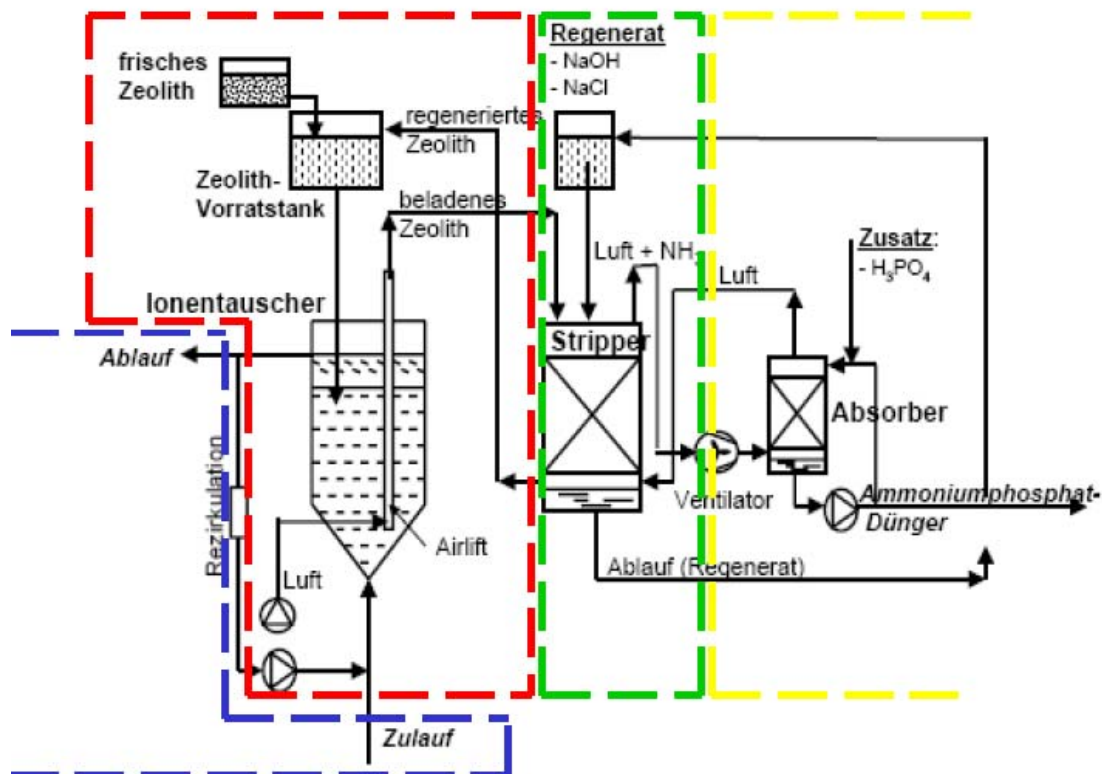 frisches
Zeolith
Zeolith-
Vorratstank
regeneriertes
Zeolith
beladenes
Zeolith
Ionentauscher
Ablauf
Rezirkulation
Luft
Airlift
Zulauf
Regenerat
- NaOH
- NaCl
Luft + NH
Stripper
Luft
Zusatz:
- H₃PO₄
Absorber
Ventilator
Ammoniumphosphat-
Dünger
Ablauf (Regenerat)